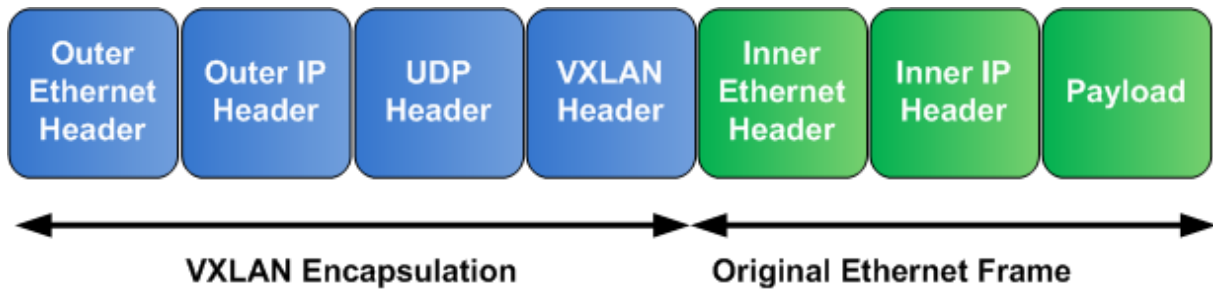 Outer
Ethernet
Header
Outer IP
Header
UDP
Header
VXLAN
Header
Inner
Ethernet
Header
Inner IP
Header
Payload
VXLAN Encapsulation
Original Ethernet Frame